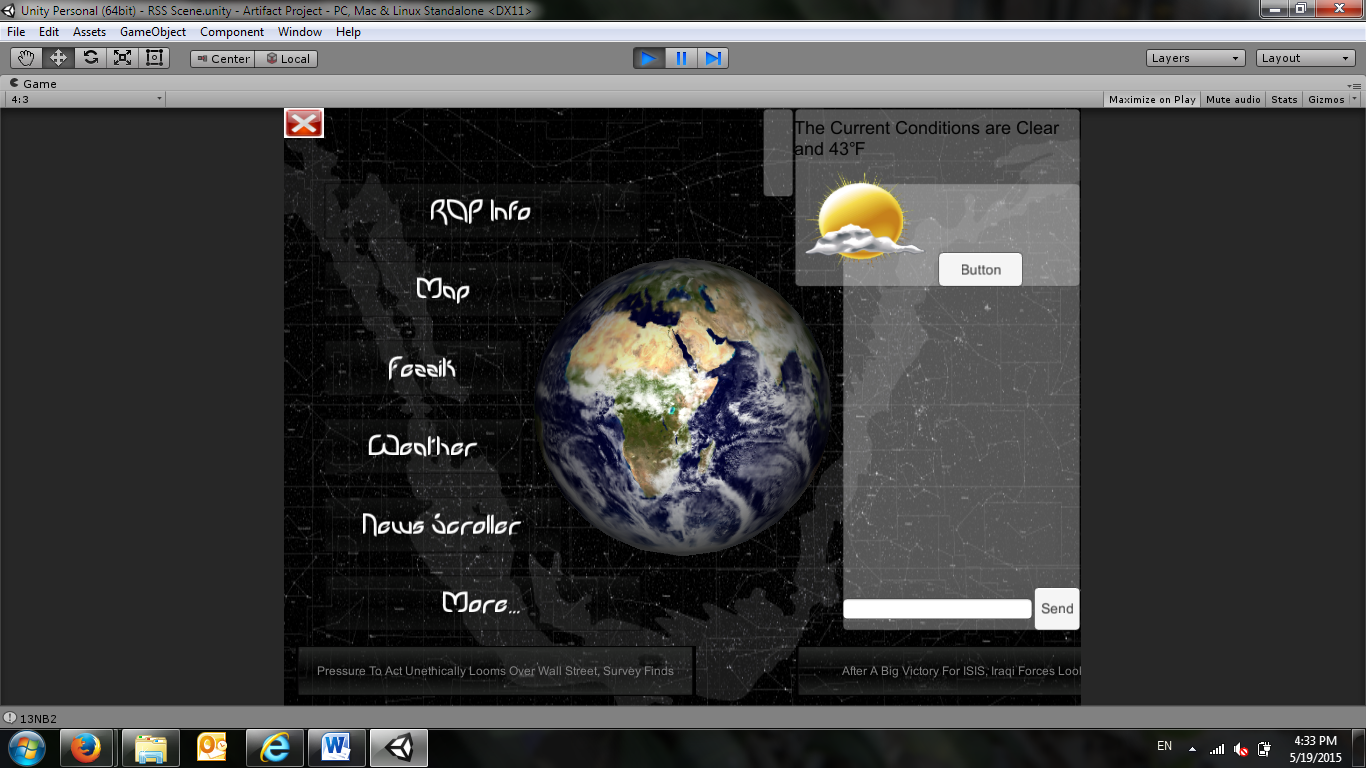 Unity Personal (64bit) - RSS Scene.unity - Artifact Project - PC, Mac & Linux Standalone <DX11>
File Edit Assets GameObject Component Window Help
Center Local Layers Layout
Game
4:3 Maximize on Play Mute audio Stats Gizmos
The Current Conditions are Clear
and 43°F
ROP Info
Button
Map
Fezzik
Weather
News Scroller
More...
Send
Pressure To Act Unethically Looms Over Wall Street, Survey Finds
After A Big Victory For ISIS, Iraqi Forces Look
13NB2
EN
4:33 PM
5/19/2015